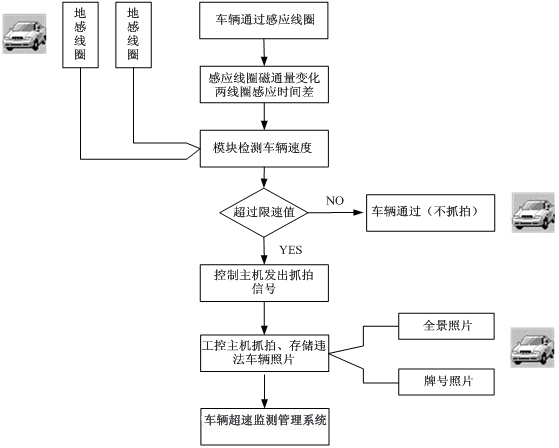 地感线圈
地感线圈
车辆通过感应线圈
感应线圈磁通量变化
两线圈感应时间差
模块检测车辆速度
超过限速值
NO
车辆通过（不抓拍）
YES
控制主机发出抓拍
信号
工控主机抓拍、存储违
法车辆照片
全景照片
牌号照片
车辆超速监测管理系统